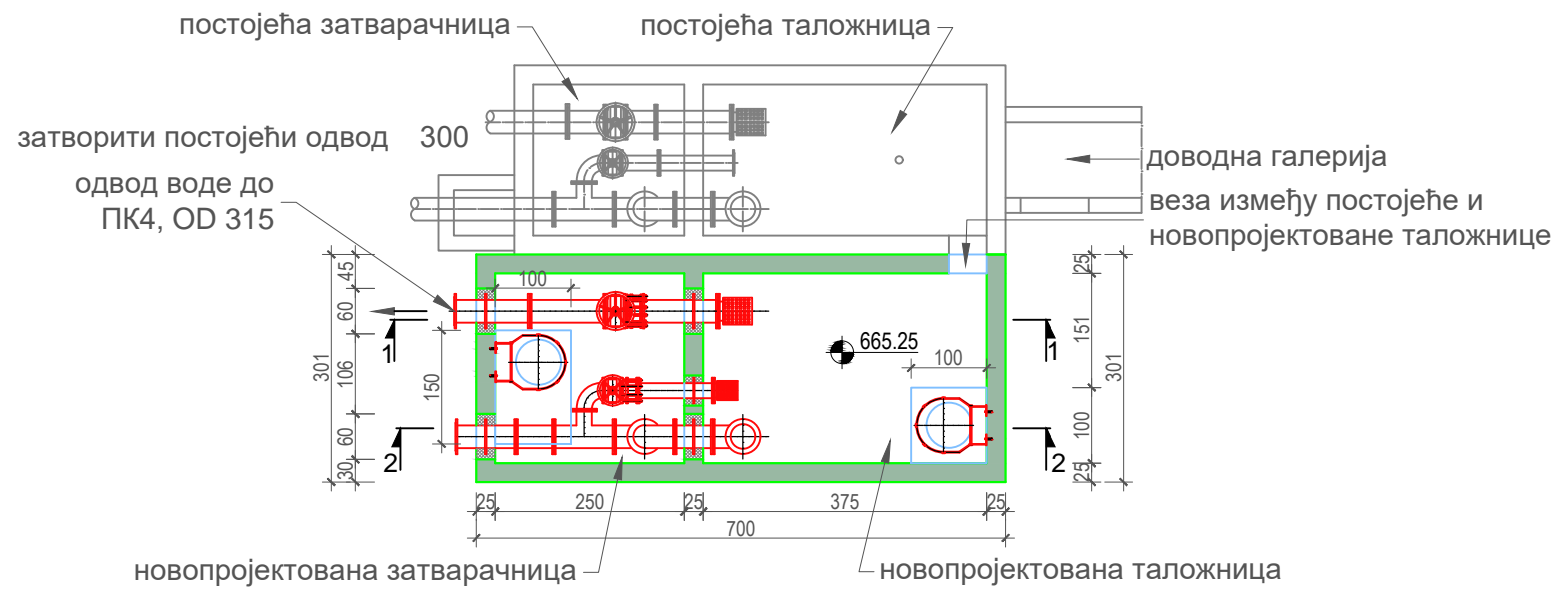 постојећа затварачница
постојећа таложница
затворити постојећи одвод 300
доводна галерија
одвод воде до
ПК4, OD 315
веза између постојеће и
новопројектоване таложнице
45
60
106
60
30
301
1
2
100
150
665.25
100
1
2
25
151
100
25
301
25
250
25
375
25
700
новопројектована затварачница
новопројектована таложница